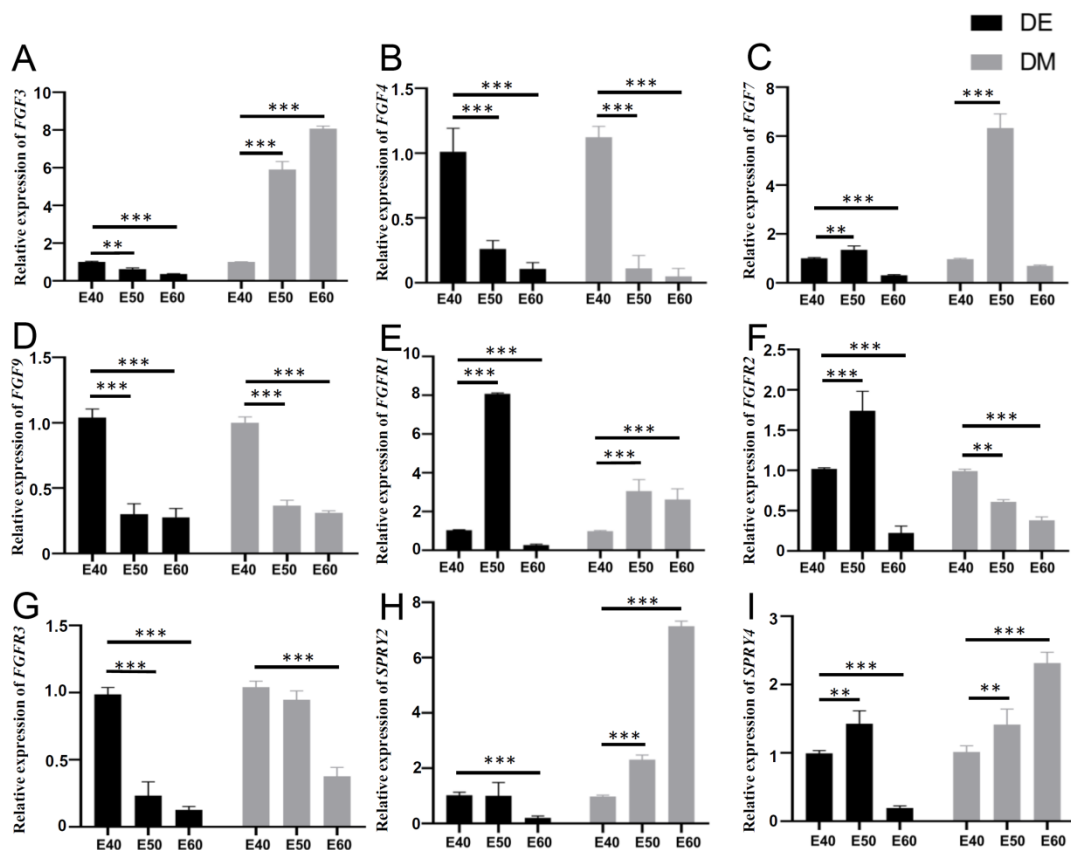 DE
DM
A
Relative expression of FGF3
10
8
6
4
2
0
***
**
***
***
E40 E50 E60 E40 E50 E60
B
Relative expression of FGF4
1.5
1.0
0.5
0
***
***
***
***
E40 E50 E60 E40 E50 E60
C
Relative expression of FGF7
8
6
4
2
0
***
**
***
E40 E50 E60 E40 E50 E60
D
Relative expression of FGF9
1.5
1.0
0.5
0
***
***
***
***
E40 E50 E60 E40 E50 E60
E
Relative expression of FGFR1
10
8
6
4
2
0
***
***
***
***
E40 E50 E60 E40 E50 E60
F
Relative expression of FGFR2
2.5
2.0
1.5
1.0
0.5
0
***
***
***
**
E40 E50 E60 E40 E50 E60
G
Relative expression of FGFR3
1.5
1.0
0.5
0
***
***
***
E40 E50 E60 E40 E50 E60
H
Relative expression of SPRY2
8
6
4
2
0
***
***
***
E40 E50 E60 E40 E50 E60
I
Relative expression of SPRY4
3
2
1
0
***
**
***
**
E40 E50 E60 E40 E50 E60